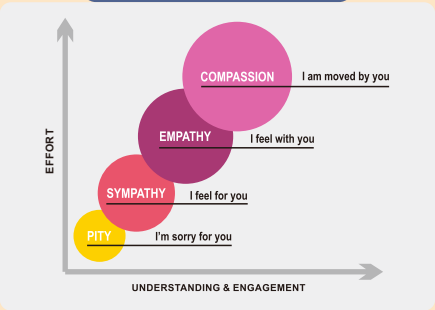 COMPASSION I am moved by you
EMPATHY I feel with you
SYMPATHY I feel for you
PITY I'm sorry for you
EFFORT
UNDERSTANDING & ENGAGEMENT